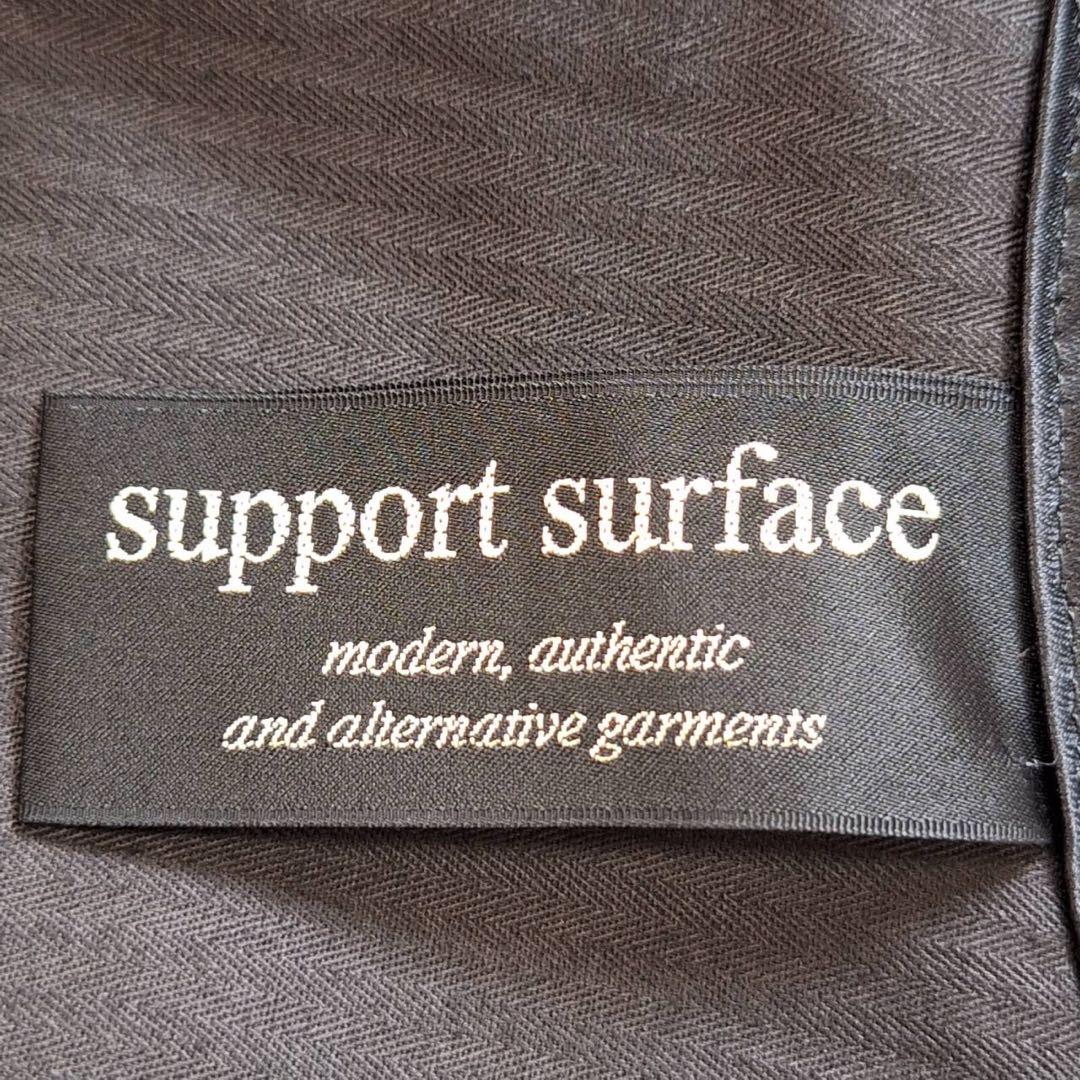 support surface
modern, authentic
and alternative garments